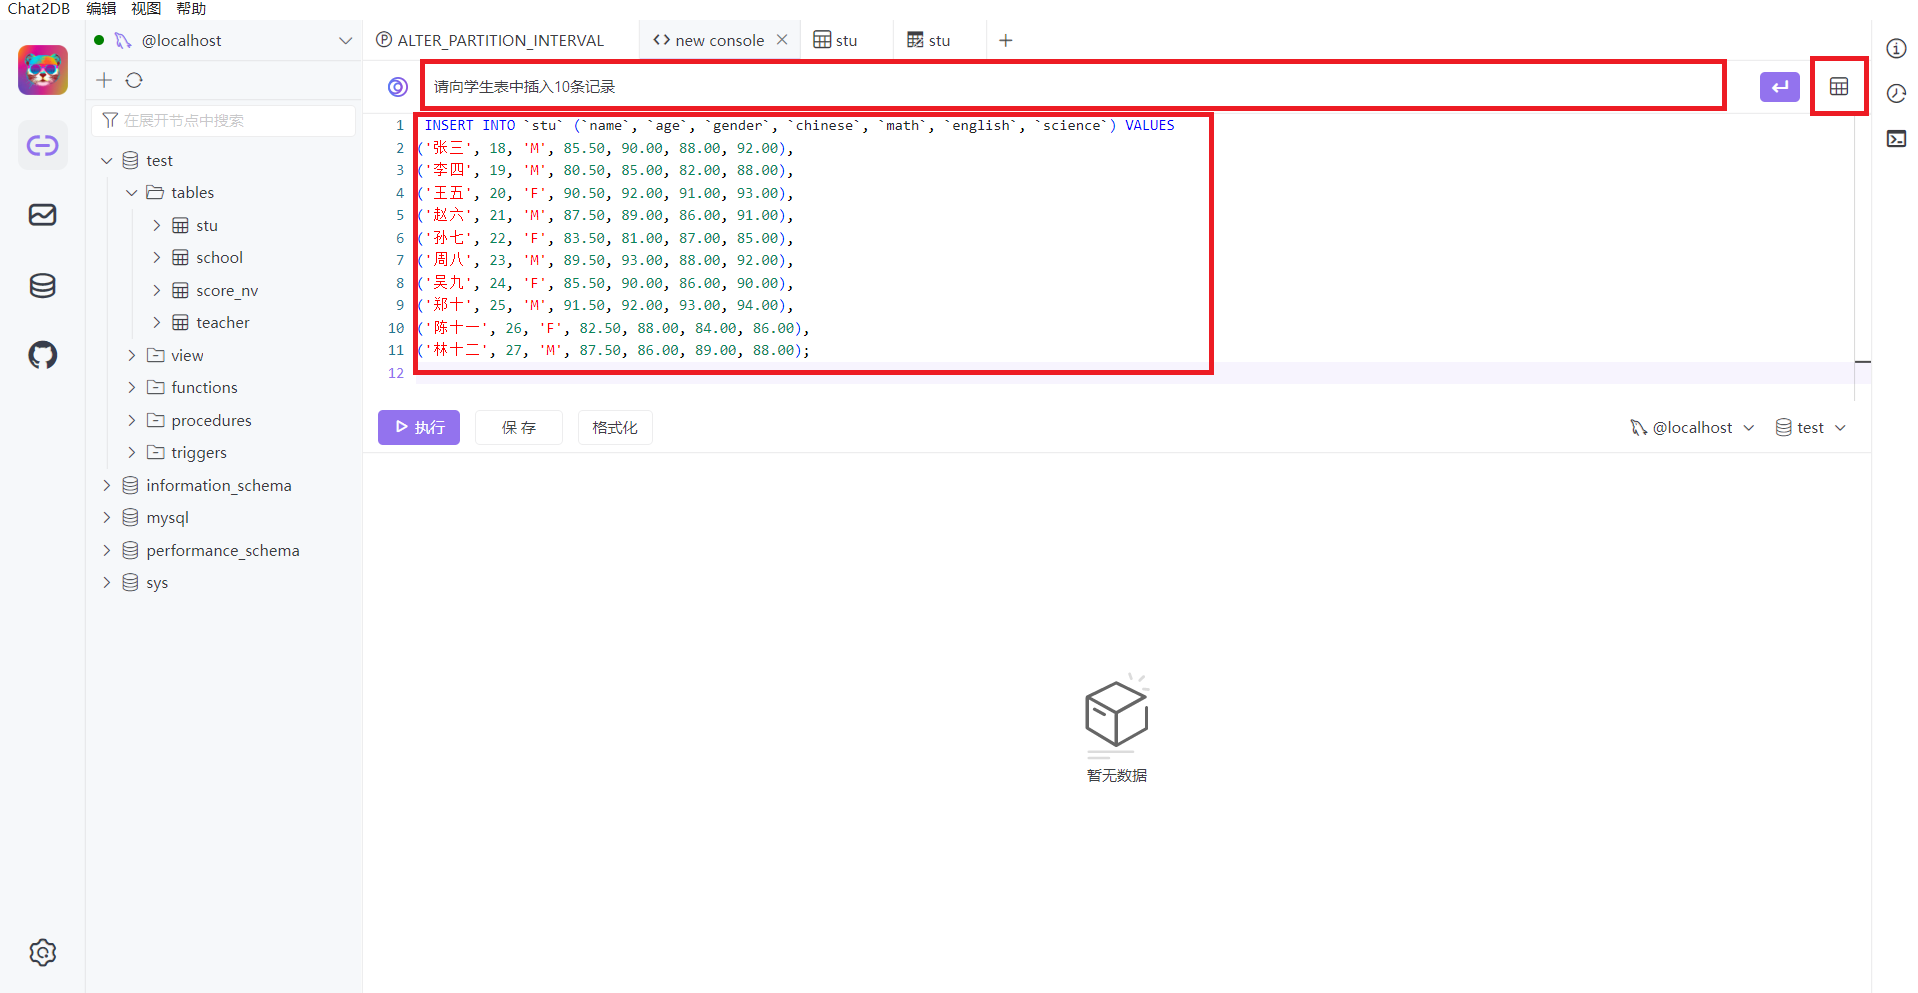 Chat2DB 编辑 视图 帮助
@localhost
ALTER_PARTITION_INTERVAL
new console
stu
stu
请向学生表中插入10条记录
在展开节点中搜索
test
tables
stu
school
score_nv
teacher
view
functions
procedures
triggers
information_schema
mysql
performance_schema
sys
1 INSERT INTO `stu` (`name`, `age`, `gender`, `chinese`, `math`, `english`, `science`) VALUES
2 ('张三', 18, 'M', 85.50, 90.00, 88.00, 92.00),
3 ('李四', 19, 'M', 80.50, 85.00, 82.00, 88.00),
4 ('王五', 20, 'F', 90.50, 92.00, 91.00, 93.00),
5 ('赵六', 21, 'M', 87.50, 89.00, 86.00, 91.00),
6 ('孙七', 22, 'F', 83.50, 81.00, 87.00, 85.00),
7 ('周八', 23, 'M', 89.50, 93.00, 88.00, 92.00),
8 ('吴九', 24, 'F', 85.50, 90.00, 86.00, 90.00),
9 ('郑十', 25, 'M', 91.50, 92.00, 93.00, 94.00),
10 ('陈十一', 26, 'F', 82.50, 88.00, 84.00, 86.00),
11 ('林十二', 27, 'M', 87.50, 86.00, 89.00, 88.00);
12
执行 保存 格式化
@localhost test
暂无数据